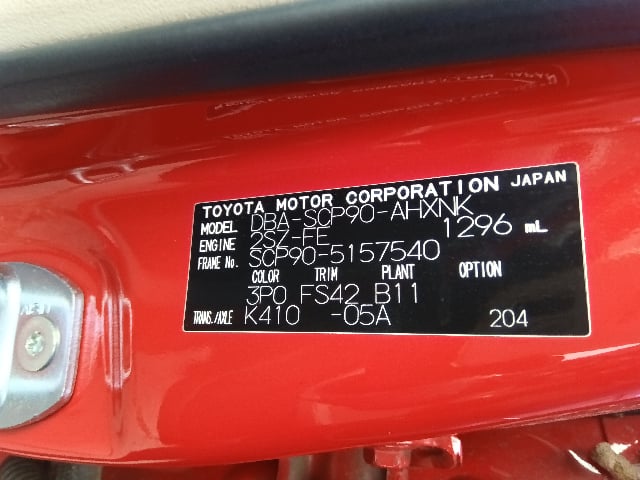 TOYOTA MOTOR CORPORATION JAPAN
MODEL DBA-SCP90-AHXNK
ENGINE 2SZ-FE 1296 mL
FRAME No. SCP90-5157540
COLOR TRIM PLANT OPTION
3P0 FS42 B11
TRANS./AXLE K410 -05A 204